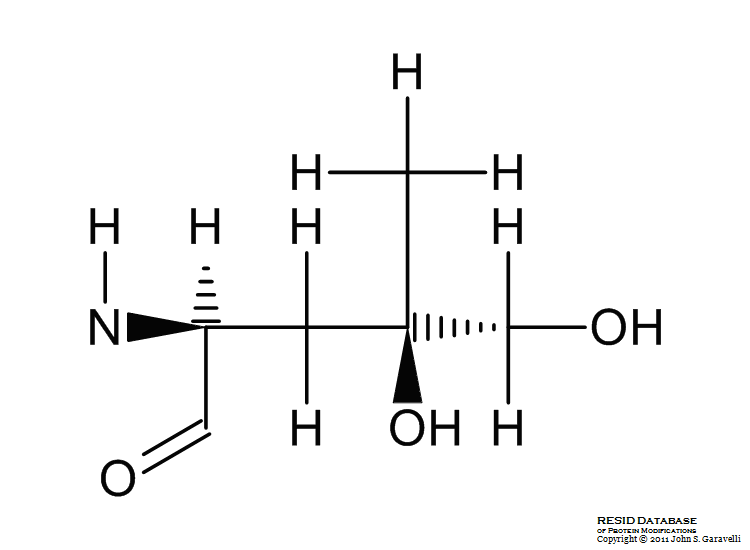 H
H H
H H H H
N OH
H OH H
O
RESID DATABASE
OF PROTEIN MODIFICATIONS
Copyright © 2011 John S. Garavelli